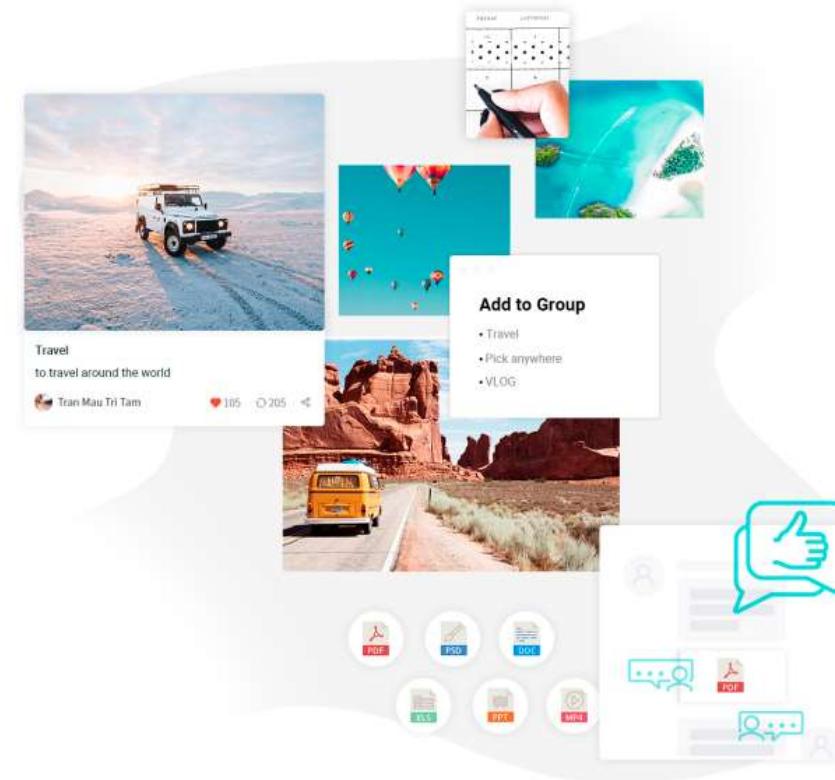 Travel
to travel around the world
Tran Mau Tri Tam
105
205
Add to Group
• Travel
• Pick anywhere
• VLOG
PDF
PSD
DOC
XLS
PPT
MP4
PDF